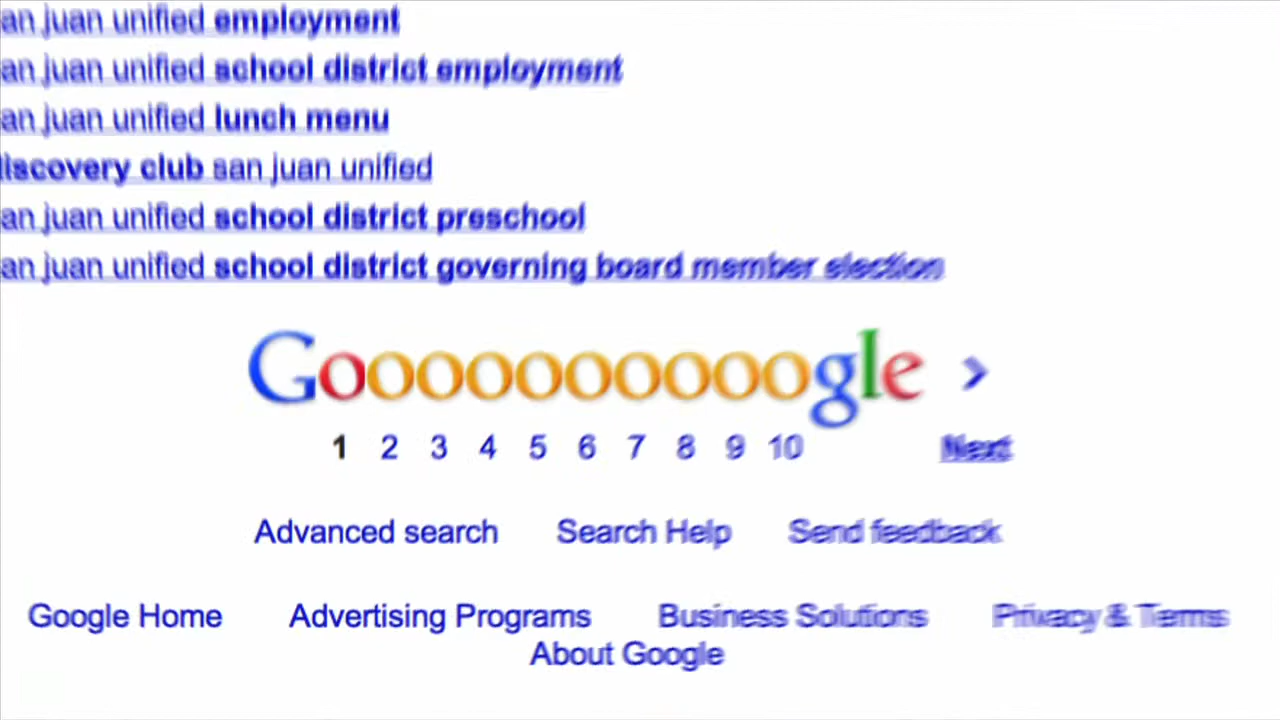 an juan unified employment
an juan unified school district employment
an juan unified lunch menu
discovery club san juan unified
an juan unified school district preschool
an juan unified school district governing board member election
Goooooooooogle >
1 2 3 4 5 6 7 8 9 10 Next
Advanced search Search Help Send feedback
Google Home Advertising Programs Business Solutions Privacy & Terms
About Google